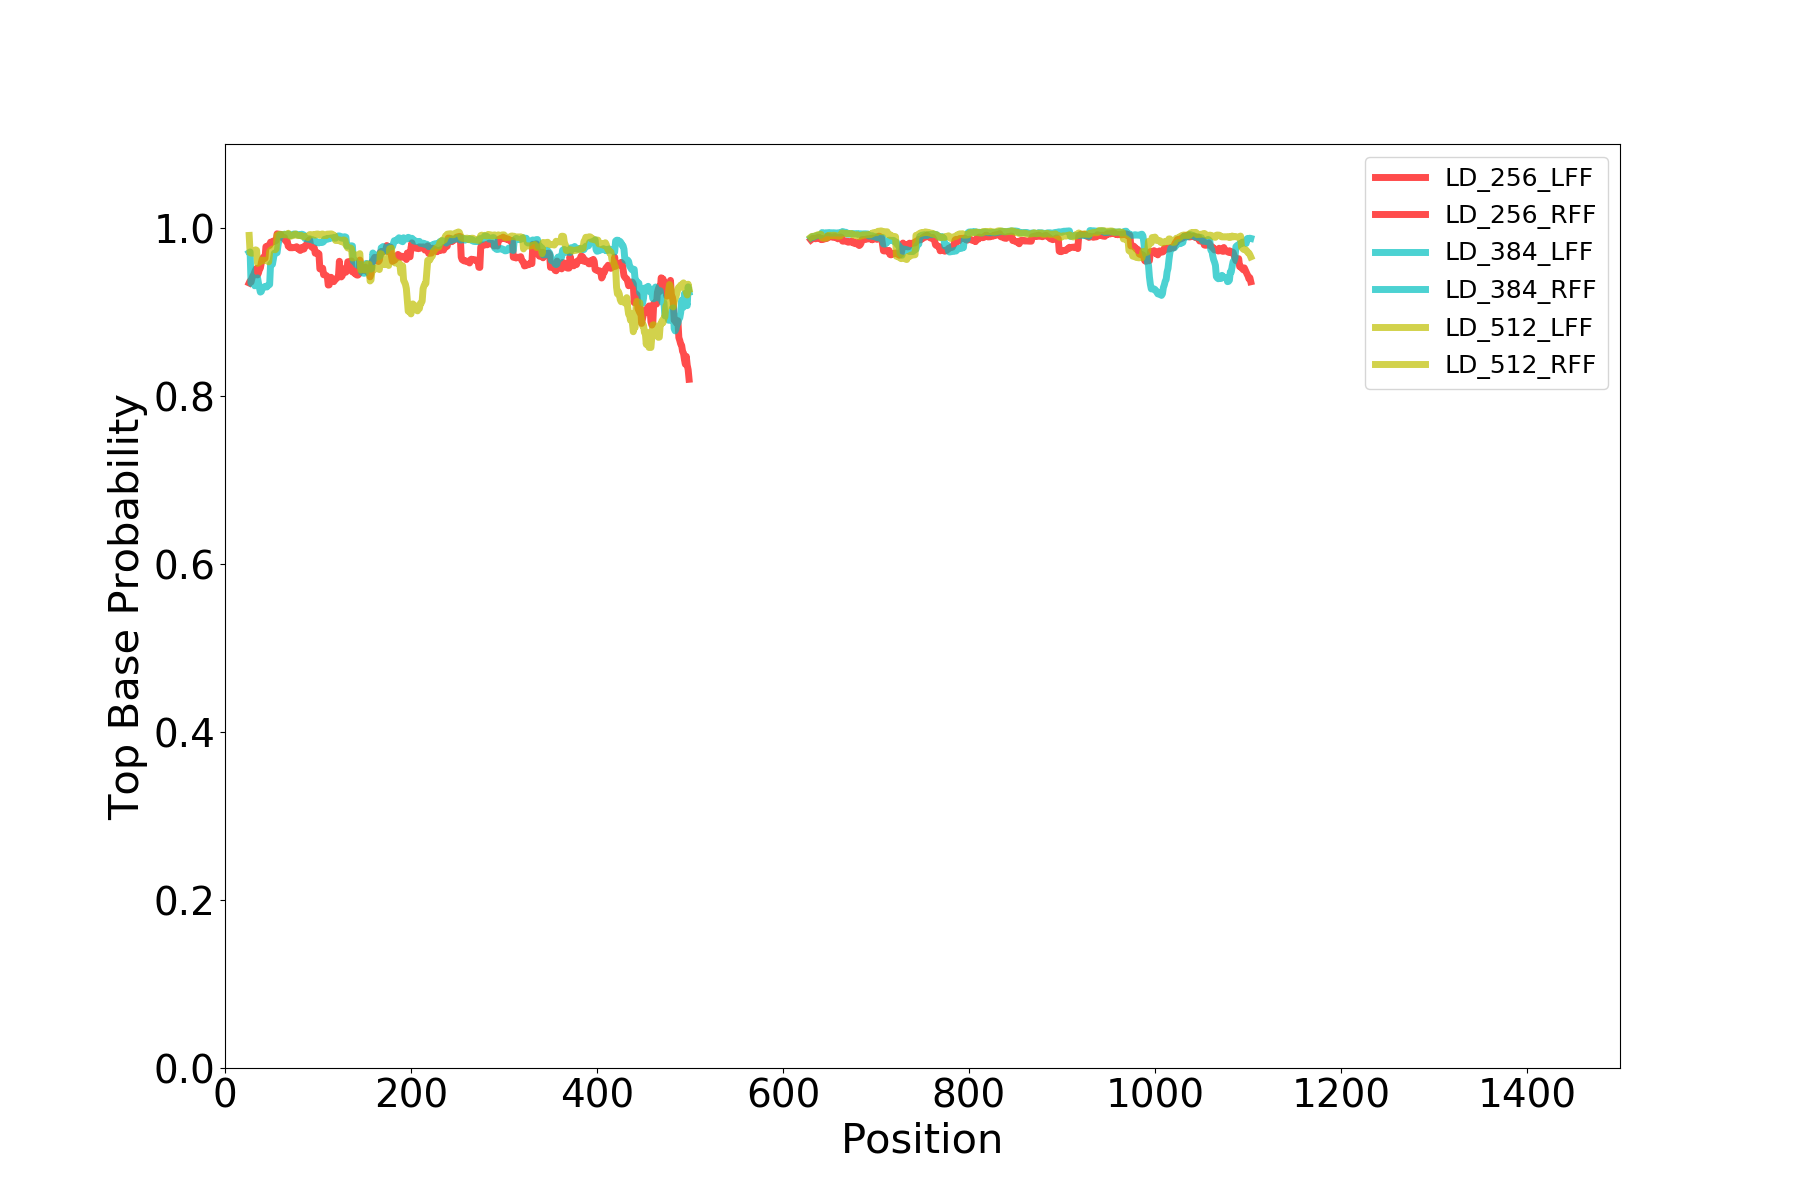 LD_256_LFF
LD_256_RFF
LD_384_LFF
LD_384_RFF
LD_512_LFF
LD_512_RFF
1.0
0.8
0.6
0.4
0.2
0.0
Top Base Probability
0 200 400 600 800 1000 1200 1400
Position